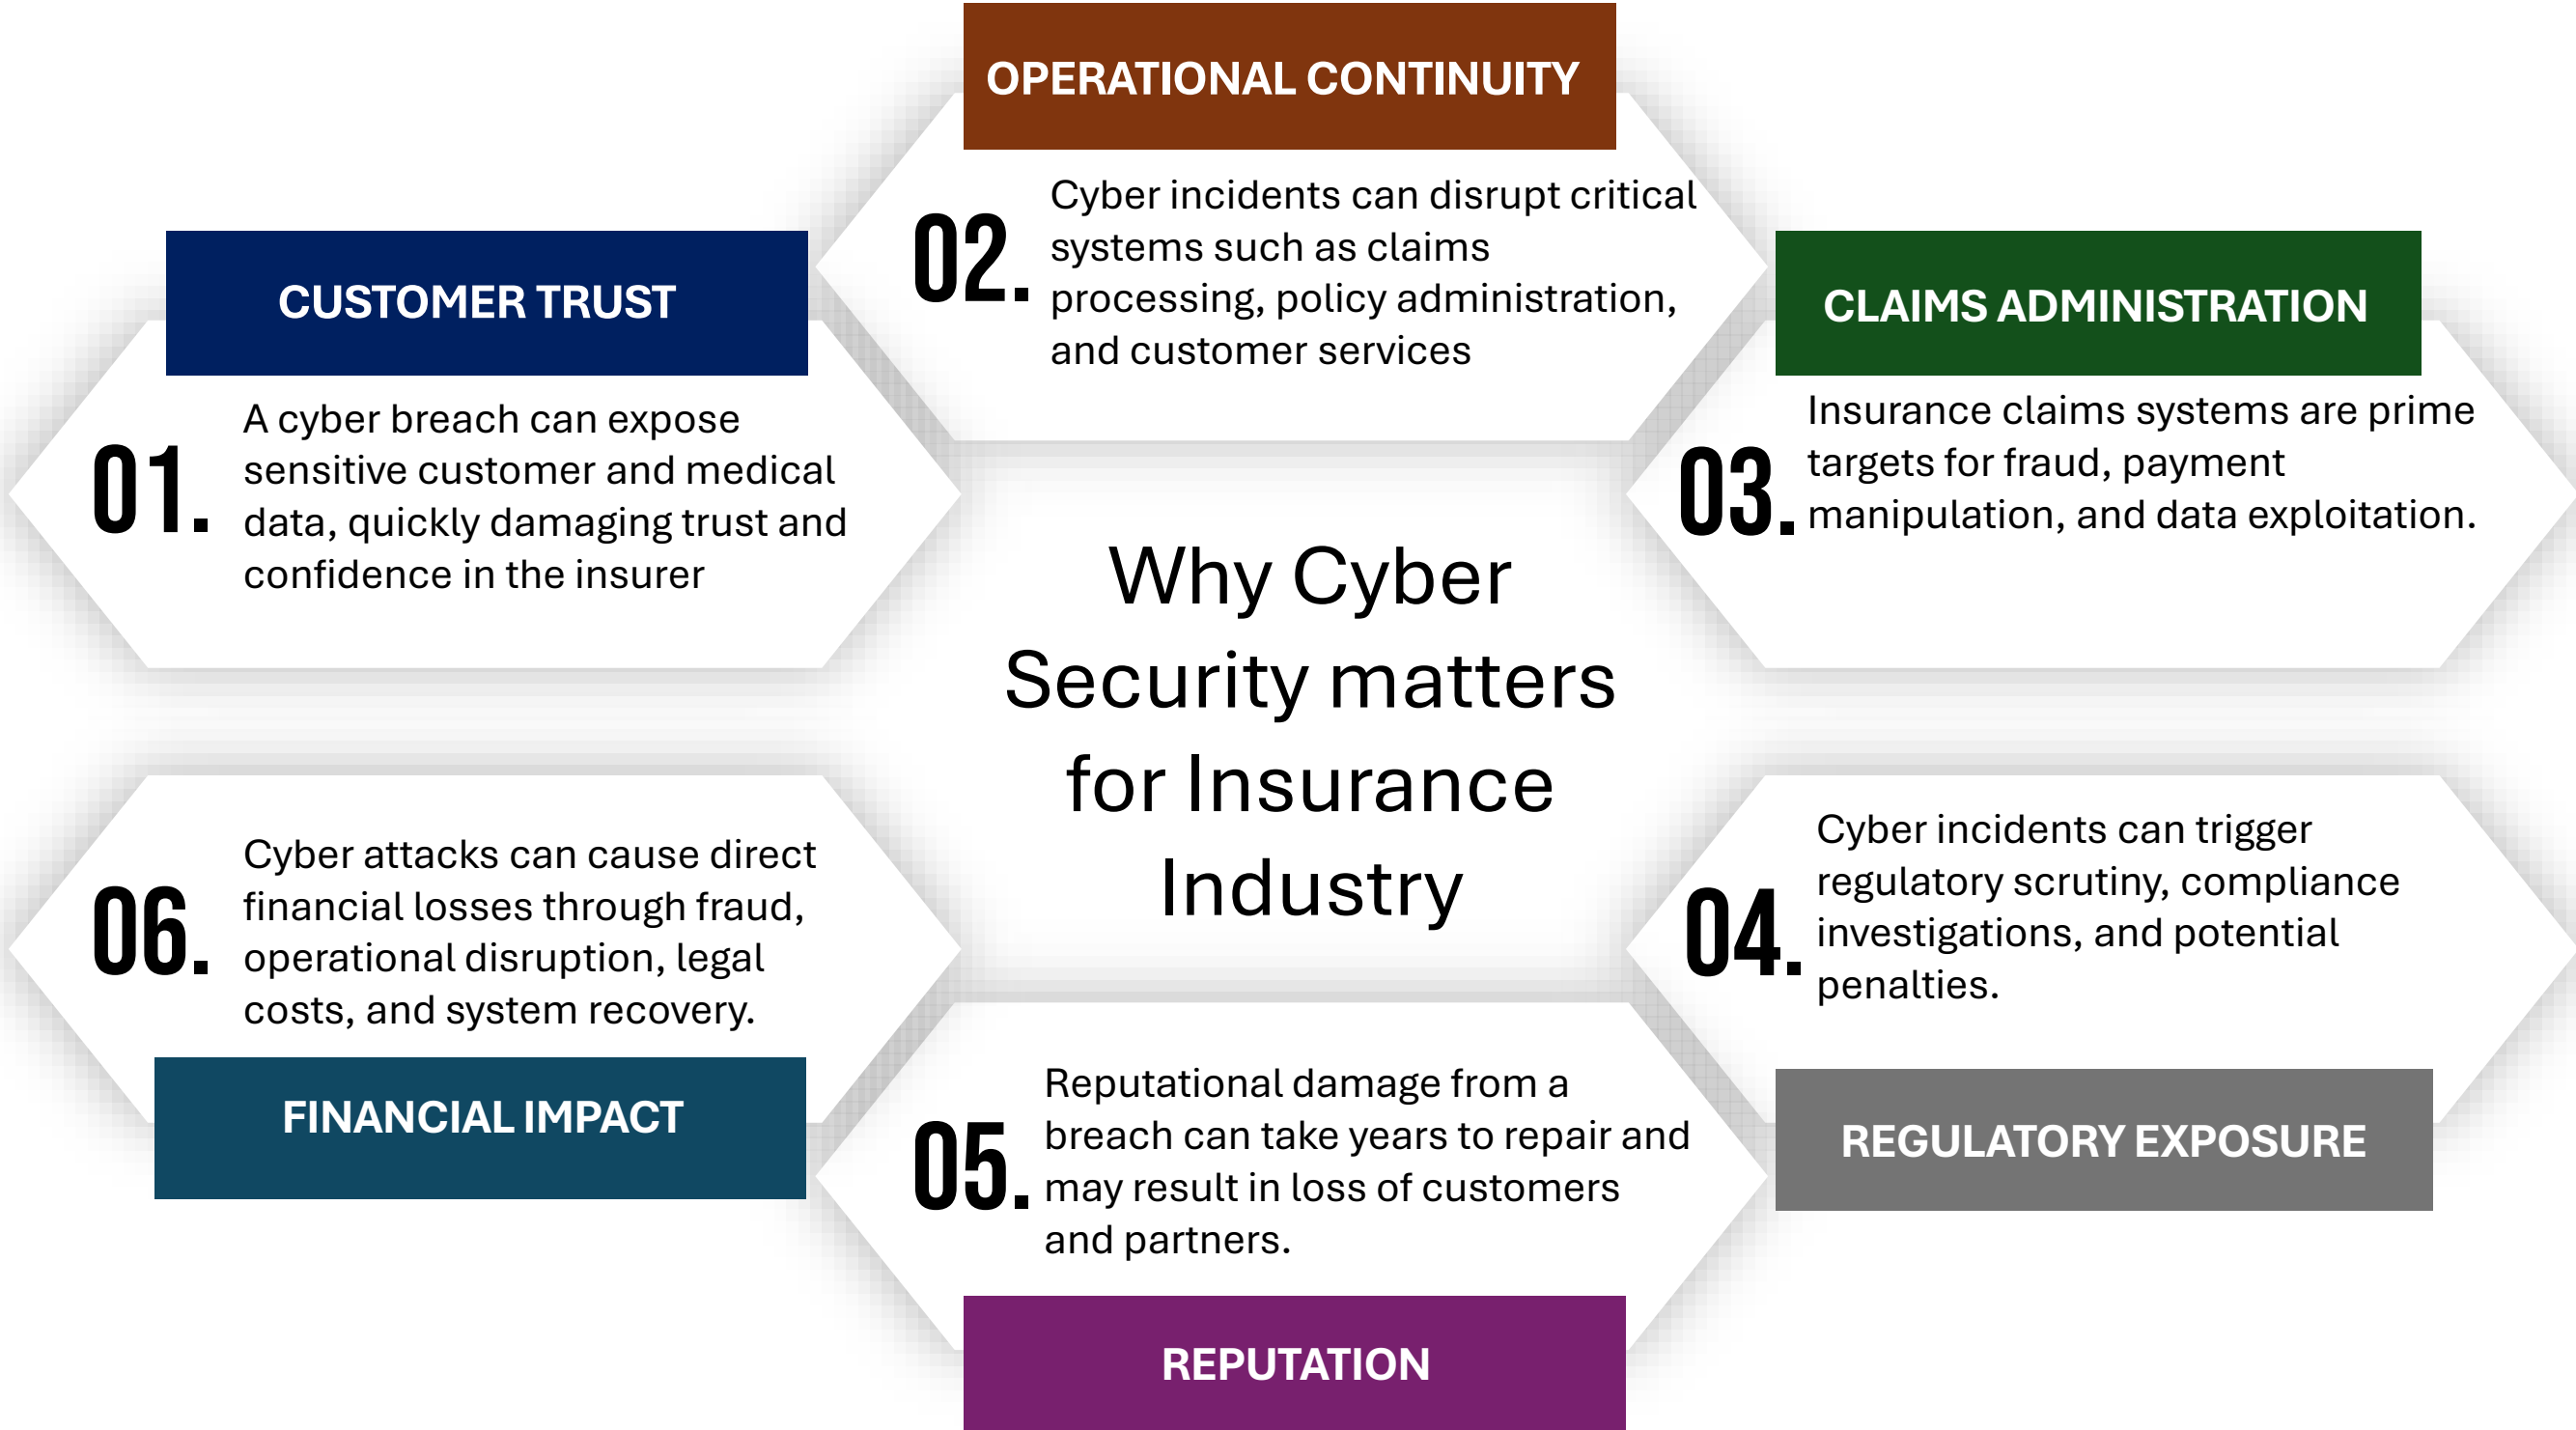 CUSTOMER TRUST
01.
A cyber breach can expose
sensitive customer and medical
data, quickly damaging trust and
confidence in the insurer
OPERATIONAL CONTINUITY
02.
Cyber incidents can disrupt critical
systems such as claims
processing, policy administration,
and customer services
CLAIMS ADMINISTRATION
03.
Insurance claims systems are prime
targets for fraud, payment
manipulation, and data exploitation.
Why Cyber
Security matters
for Insurance
Industry
04.
Cyber incidents can trigger
regulatory scrutiny, compliance
investigations, and potential
penalties.
REGULATORY EXPOSURE
05.
Reputational damage from a
breach can take years to repair and
may result in loss of customers
and partners.
REPUTATION
06.
Cyber attacks can cause direct
financial losses through fraud,
operational disruption, legal
costs, and system recovery.
FINANCIAL IMPACT